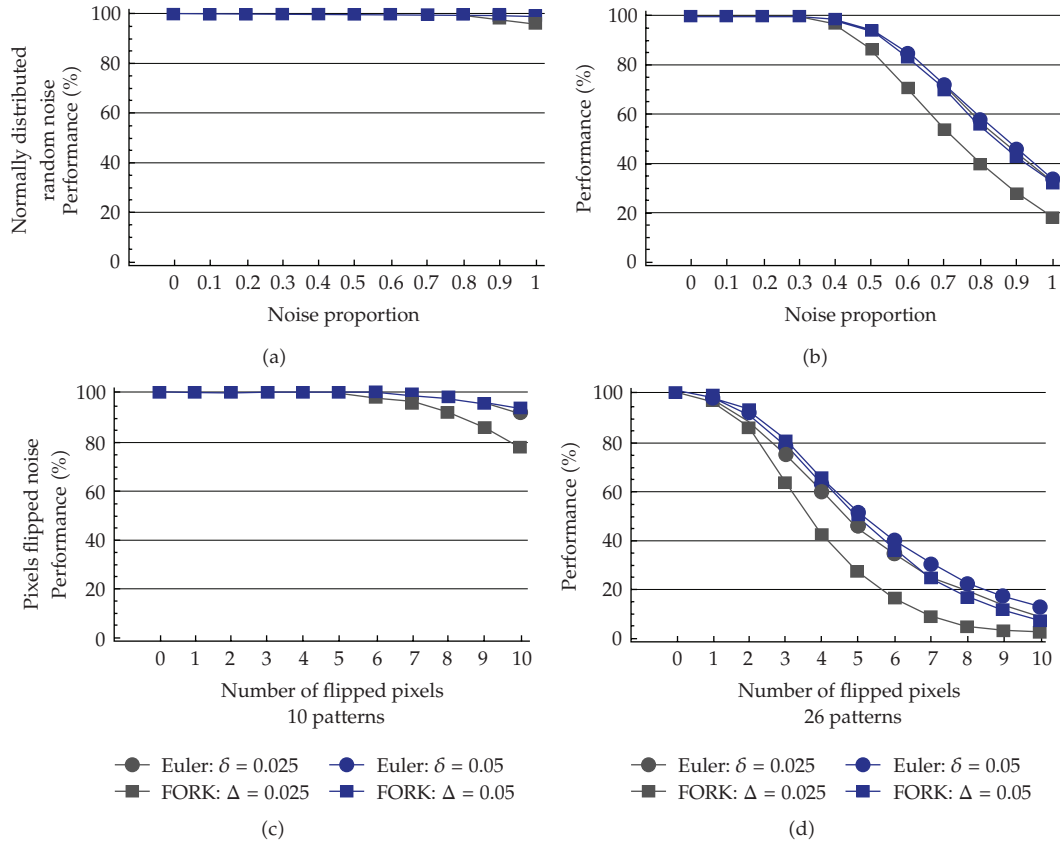 Normally distributed
random noise
Performance (%)
100
80
60
40
20
0
0 0.1 0.2 0.3 0.4 0.5 0.6 0.7 0.8 0.9 1
Noise proportion
(a)
Performance (%)
100
80
60
40
20
0
0 0.1 0.2 0.3 0.4 0.5 0.6 0.7 0.8 0.9 1
Noise proportion
(b)
Pixels flipped noise
Performance (%)
100
80
60
40
20
0
0 1 2 3 4 5 6 7 8 9 10
Number of flipped pixels
10 patterns
Euler: δ = 0.025 Euler: δ = 0.05
FORK: Δ = 0.025 FORK: Δ = 0.05
(c)
Performance (%)
100
80
60
40
20
0
0 1 2 3 4 5 6 7 8 9 10
Number of flipped pixels
26 patterns
Euler: δ = 0.025 Euler: δ = 0.05
FORK: Δ = 0.025 FORK: Δ = 0.05
(d)